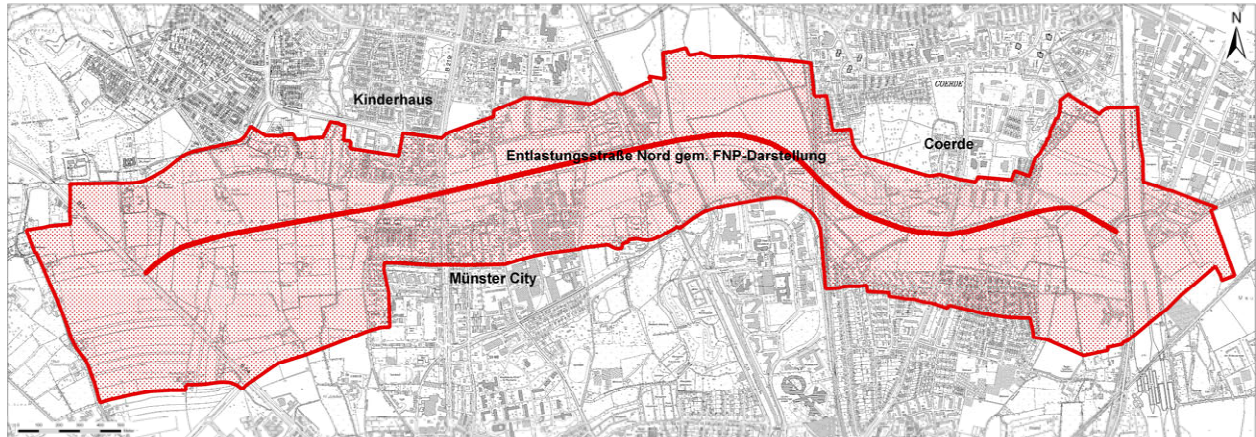 N
Kinderhaus
COERDE
Coerde
Entlastungsstraße Nord gem. FNP-Darstellung
Münster City